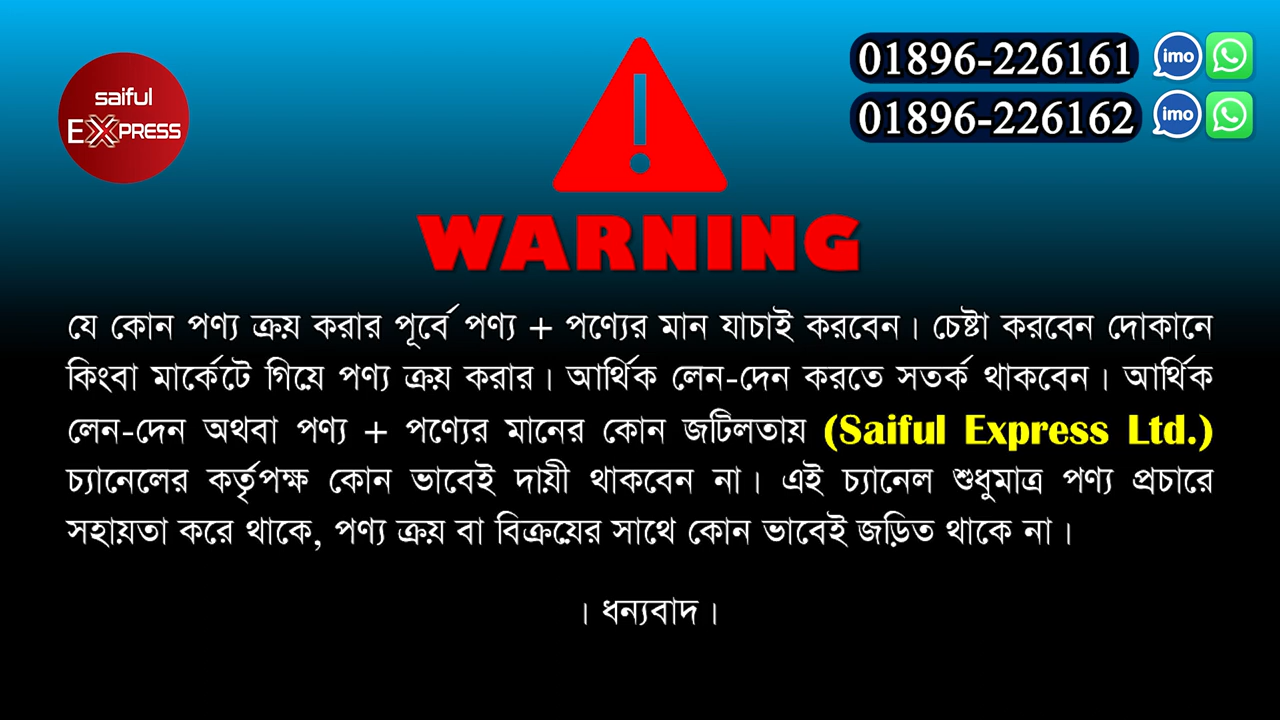 saiful
EXPRESS
01896-226161 imo
01896-226162 imo
WARNING
যে কোন পণ্য ক্রয় করার পূর্বে পণ্য + পণ্যের মান যাচাই করবেন। চেষ্টা করবেন দোকানে
কিংবা মার্কেটে গিয়ে পণ্য ক্রয় করার। আর্থিক লেন-দেন করতে সতর্ক থাকবেন। আর্থিক
লেন-দেন অথবা পণ্য + পণ্যের মানের কোন জটিলতায় (Saiful Express Ltd.)
চ্যানেলের কর্তৃপক্ষ কোন ভাবেই দায়ী থাকবেন না। এই চ্যানেল শুধুমাত্র পণ্য প্রচারে
সহায়তা করে থাকে, পণ্য ক্রয় বা বিক্রয়ের সাথে কোন ভাবেই জড়িত থাকে না।
। ধন্যবাদ।